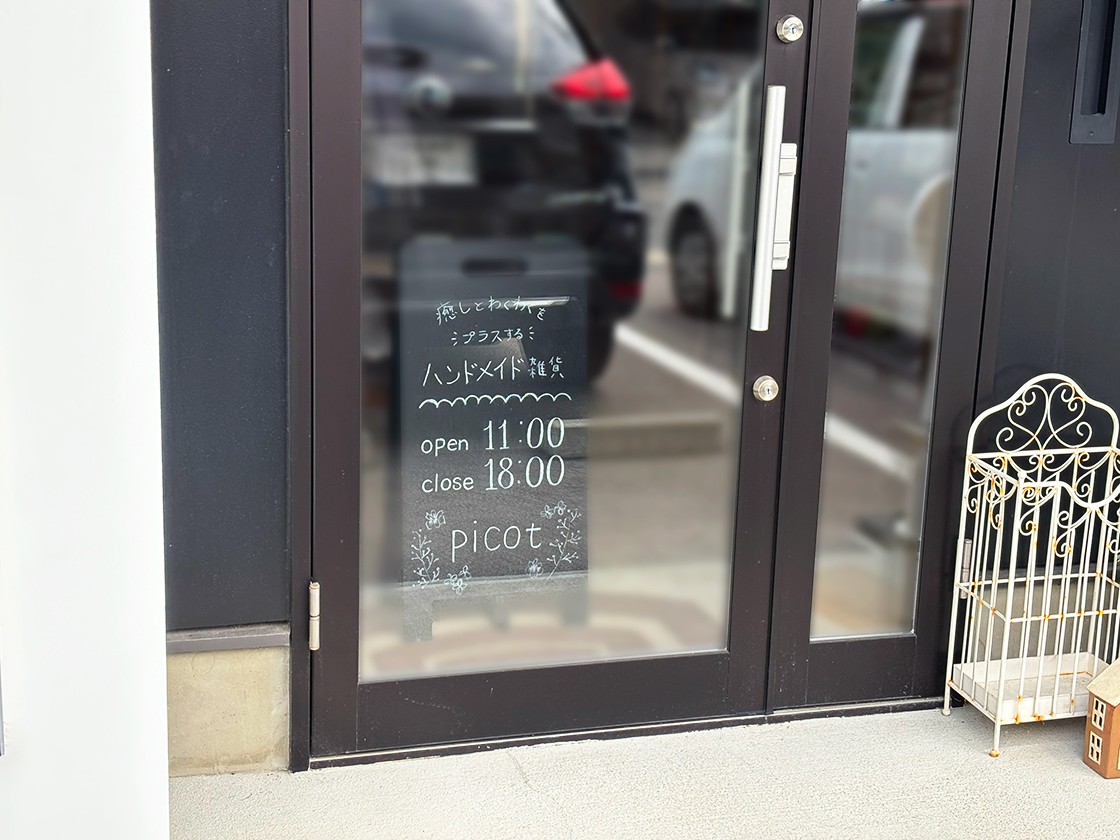 癒しとわくわくを
プラスする
ハンドメイド雑貨
open 11:00
close 18:00
picot